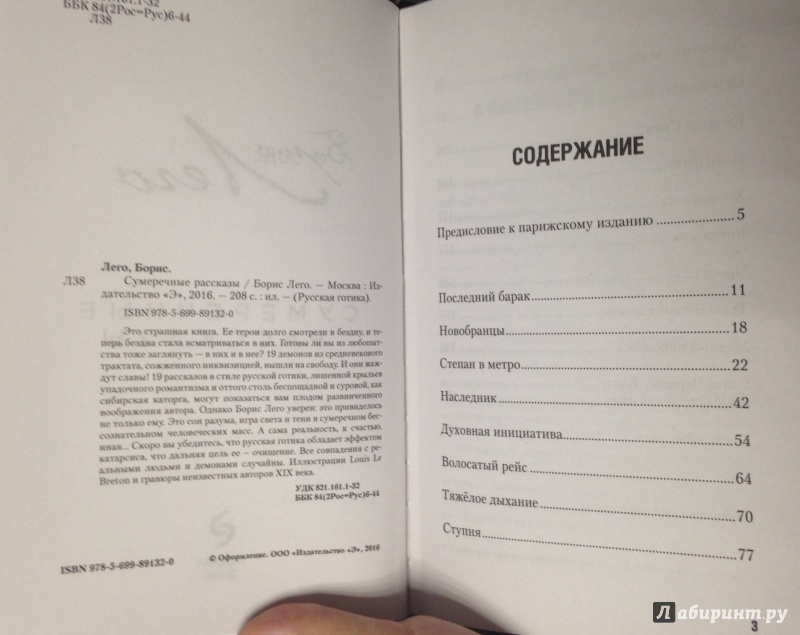 821.161.1-32
ББК 84(2Рос=Рус)6-44
Л38
Лего, Борис.
Л38 Сумеречные рассказы / Борис Лего. — Москва : Из-
дательство «Э», 2016. — 208 с. : ил. — (Русская готика).
ISBN 978-5-699-89132-0
Это страшная книга. Ее герои долго смотрели в бездну, и те-
перь бездна стала всматриваться в них. Готовы ли вы из любопыт-
ства тоже заглянуть — в них и в нее? 19 демонов из средневекового
трактата, сожженного инквизицией, вышли на свободу. И они жаж-
дут славы! 19 рассказов в стиле русской готики, лишенной крыльев
упадочного романтизма и оттого столь беспощадной и суровой, как
сибирская каторга, могут показаться вам плодом развинченного
воображения автора. Однако Борис Лего уверен: это привиделось
не только ему. Это сон разума, игра света и тени в сумеречном бес-
сознательном человеческих масс. А сама реальность, к счастью,
иная... Скоро вы убедитесь, что русская готика обладает эффектом
катарсиса, что дальняя цель ее — очищение. Все совпадения с ре-
альными людьми и демонами случайны. Иллюстрации Louis Le
Breton и гравюры неизвестных авторов XIX века.
УДК 821.161.1-32
ББК 84(2Рос=Рус)6-44
ISBN 978-5-699-89132-0
© Оформление. ООО «Издательство «Э», 2016
СОДЕРЖАНИЕ
Предисловие к парижскому изданию ..................5
Последний барак ..................11
Новобранцы ..................18
Степан в метро ..................22
Наследник ..................42
Духовная инициатива ..................54
Волосатый рейс ..................64
Тяжёлое дыхание ..................70
Ступня ..................77
3
Лабиринт.ру